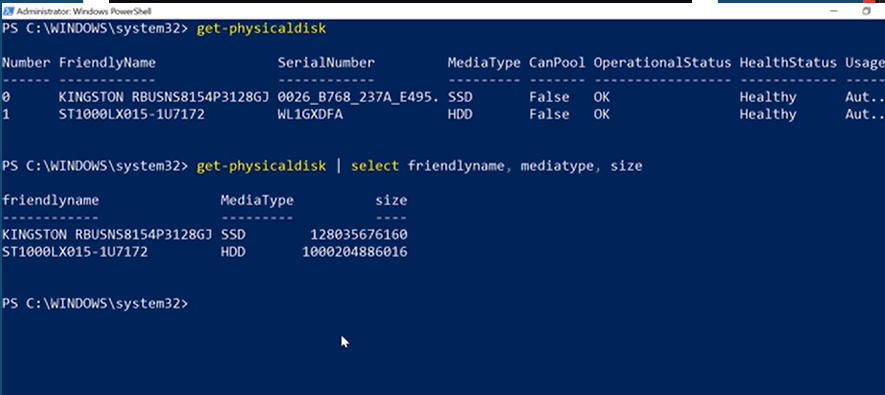 Administrator: Windows PowerShell
PS C:\WINDOWS\system32> get-physicaldisk
Number FriendlyName SerialNumber MediaType CanPool OperationalStatus HealthStatus Usage
------ ------------ ------------ --------- ------- ----------------- ------------ -----
0 KINGSTON RBUSNS8154P3128GJ 0026_B768_237A_E495. SSD False OK Healthy Aut..
1 ST1000LX015-1U7172 WL1GXDFA HDD False OK Healthy Aut..
PS C:\WINDOWS\system32> get-physicaldisk | select friendlyname, mediatype, size
friendlyname MediaType size
------------ --------- ----
KINGSTON RBUSNS8154P3128GJ SSD 128035676160
ST1000LX015-1U7172 HDD 1000204886016
PS C:\WINDOWS\system32>